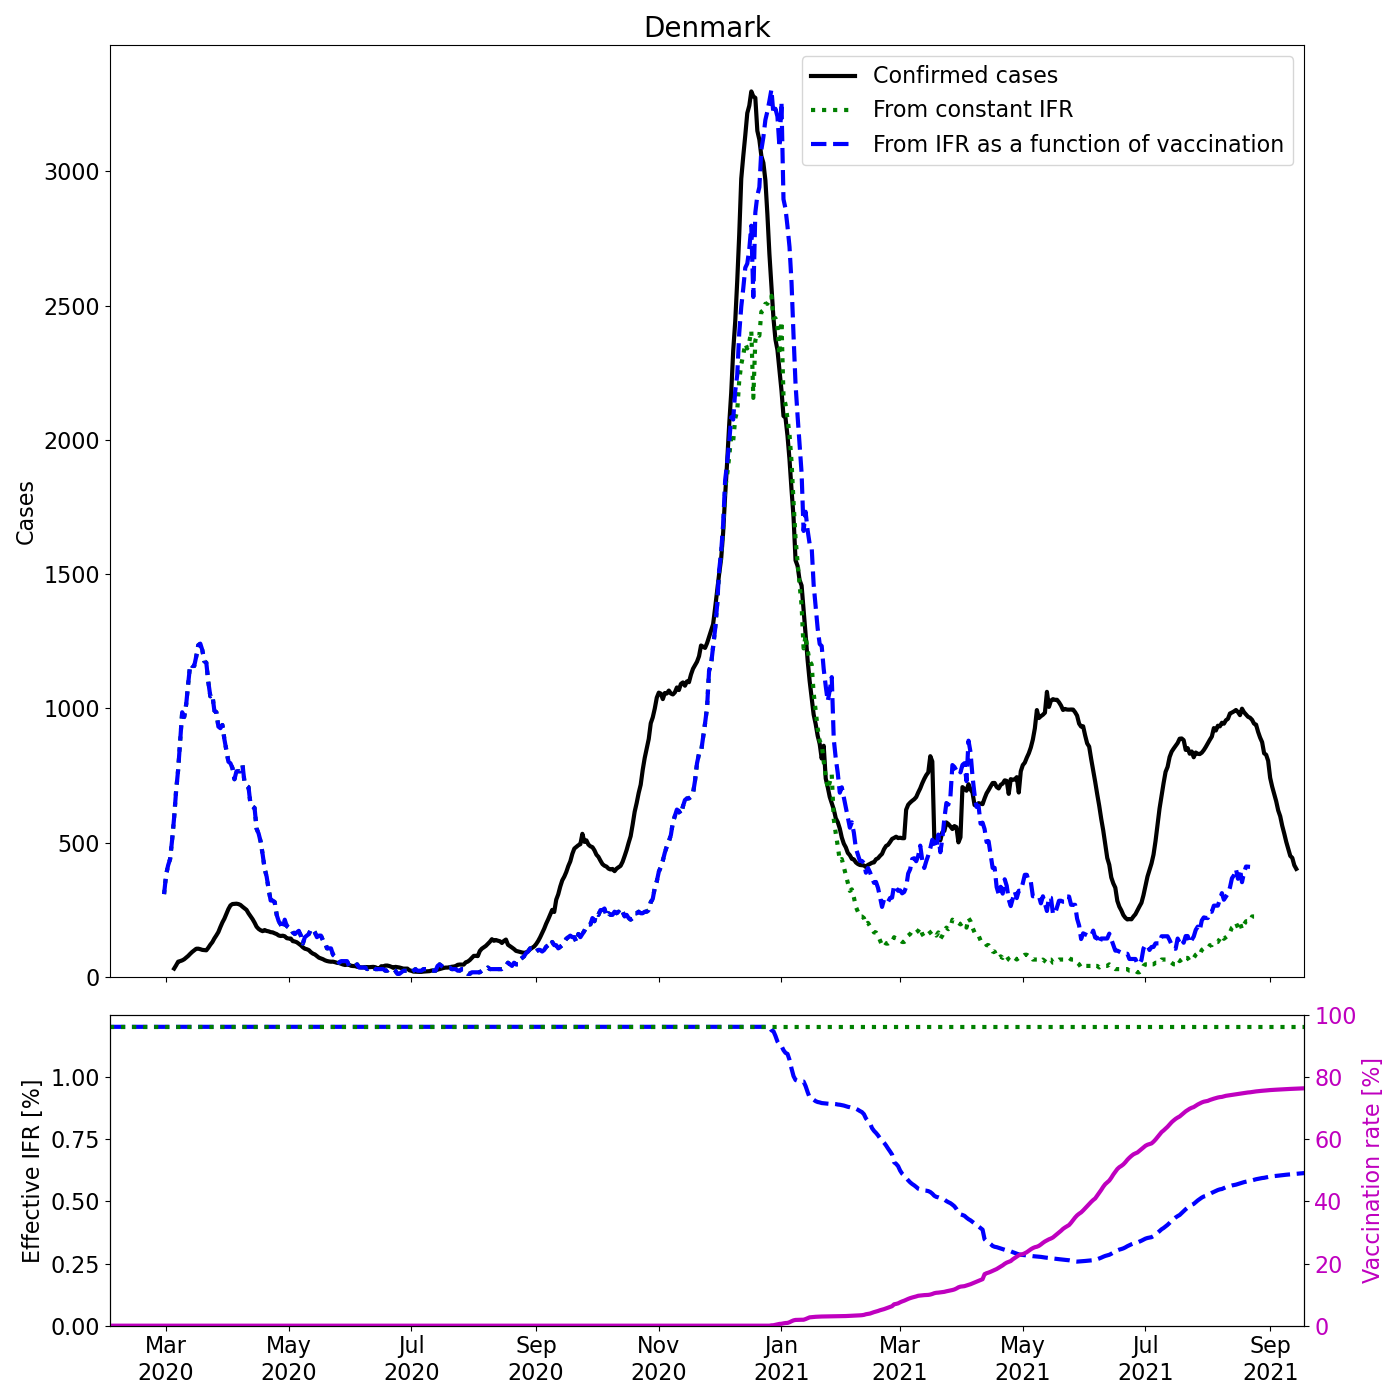 Denmark
Confirmed cases
From constant IFR
From IFR as a function of vaccination
Cases
3000
2500
2000
1500
1000
500
0
Effective IFR [%]
1.00
0.75
0.50
0.25
0.00
100
80
60
40
20
0
Vaccination rate [%]
Mar May Jul Sep Nov Jan Mar May Jul Sep
2020 2020 2020 2020 2020 2021 2021 2021 2021 2021